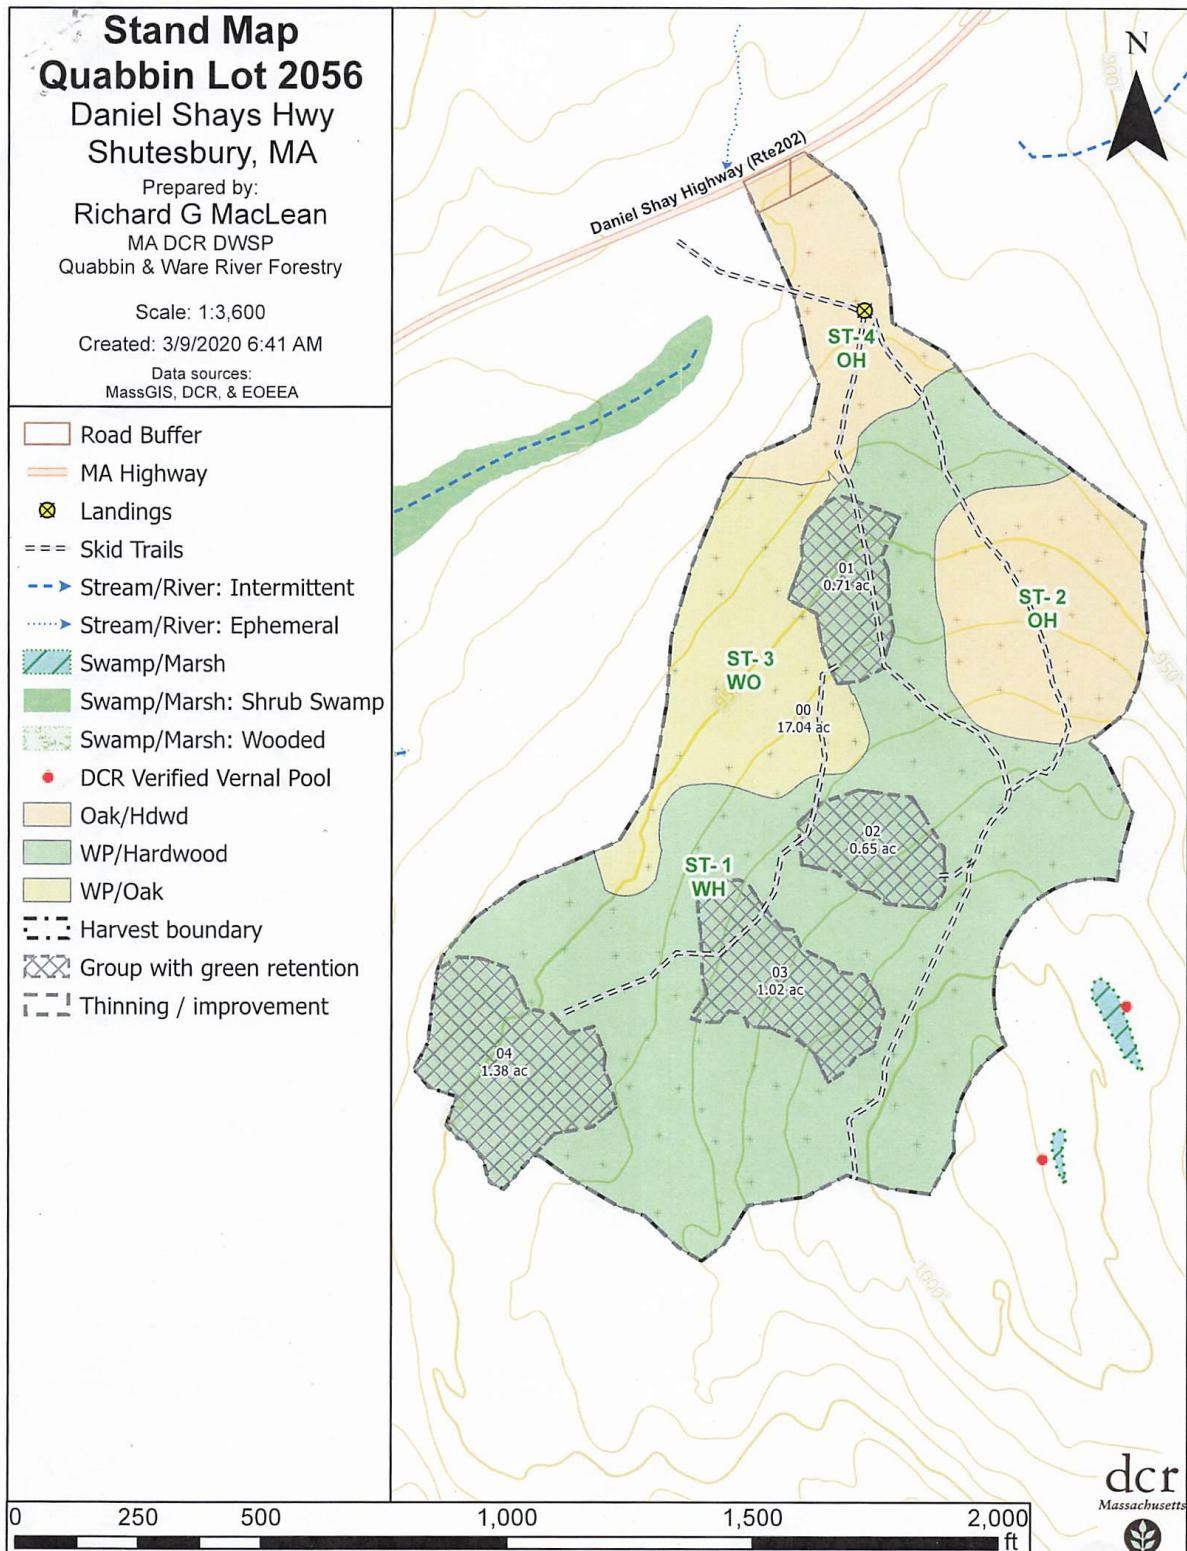 Stand Map
Quabbin Lot 2056
Daniel Shays Hwy
Shutesbury, MA
Prepared by:
Richard G MacLean
MA DCR DWSP
Quabbin & Ware River Forestry
Scale: 1:3,600
Created: 3/9/2020 6:41 AM
Data sources:
MassGIS, DCR, & EOEEA
Road Buffer
MA Highway
Landings
Skid Trails
Stream/River: Intermittent
Stream/River: Ephemeral
Swamp/Marsh
Swamp/Marsh: Shrub Swamp
Swamp/Marsh: Wooded
DCR Verified Vernal Pool
Oak/Hdwd
WP/Hardwood
WP/Oak
Harvest boundary
Group with green retention
Thinning / improvement
N
900'
Daniel Shay Highway (Rte202)
ST- 4
OH
01
0.71 ac
ST- 2
OH
950'
ST- 3
WO
00
17.04 ac
02
0.65 ac
ST- 1
WH
03
1.02 ac
04
1.38 ac
1000'
dcr
Massachusetts
0 250 500 1,000 1,500 2,000
ft